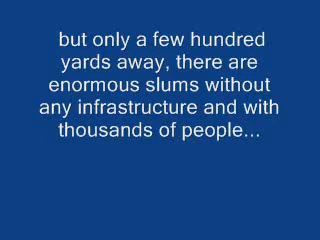 but only a few hundred
yards away, there are
enormous slums without
any infrastructure and with
thousands of people...